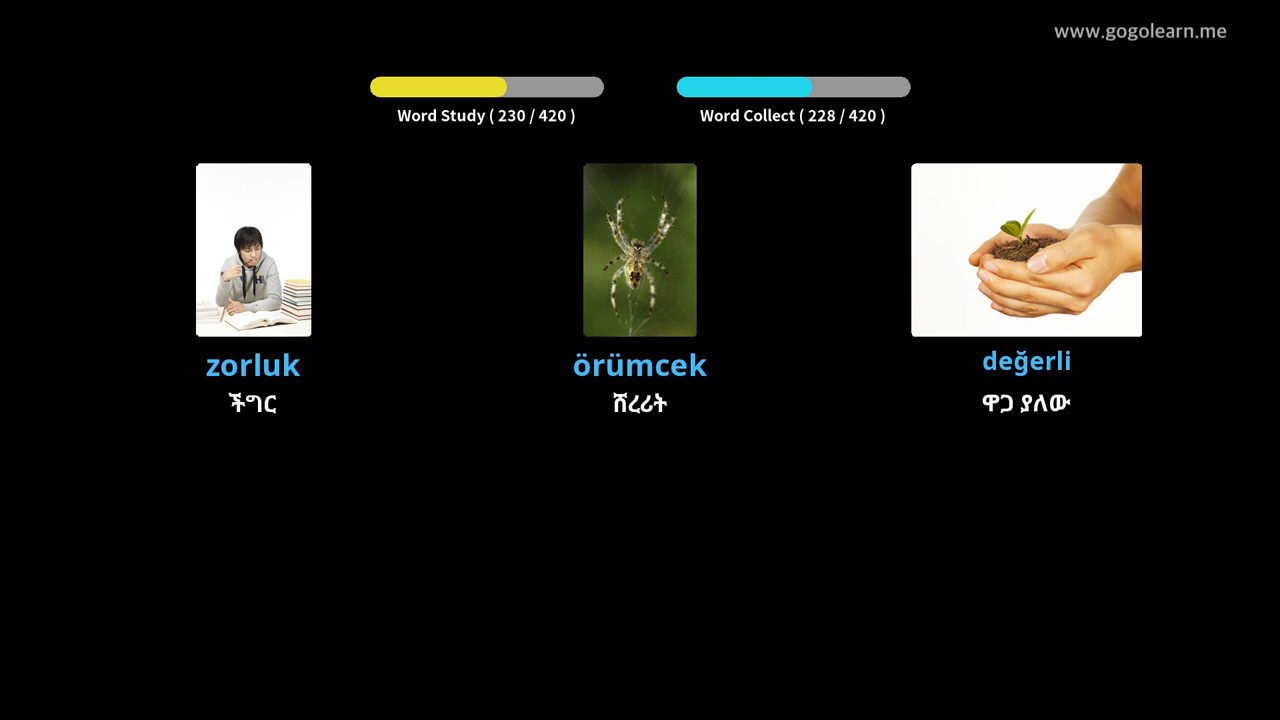 www.gogolearn.me
Word Study ( 230 / 420 )
Word Collect ( 228 / 420 )
zorluk
ችግር
örümcek
ሸረሪት
değerli
ዋጋ ያለው